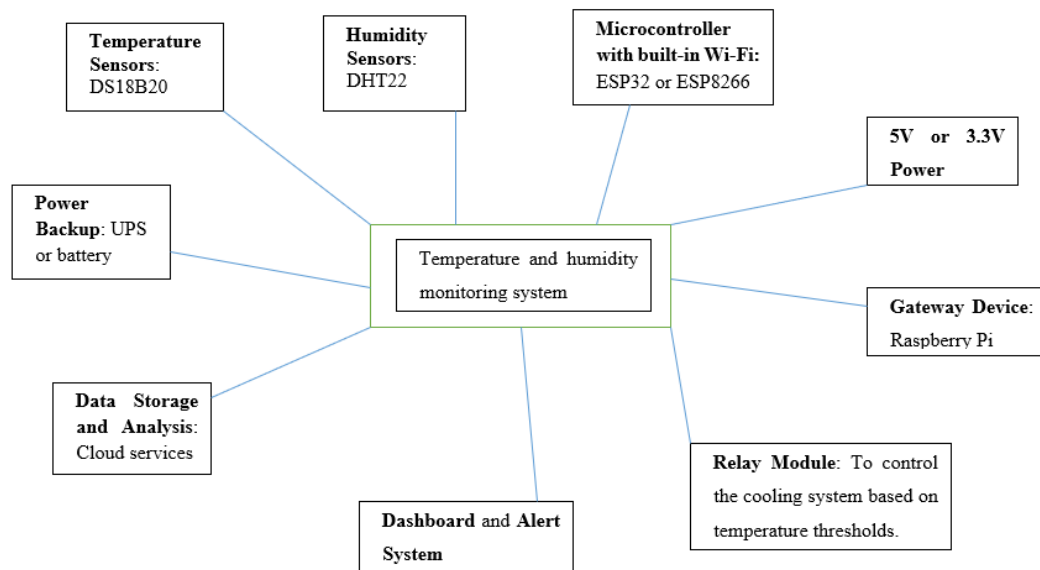 Temperature
Sensors:
DS18B20
Humidity
Sensors:
DHT22
Microcontroller
with built-in Wi-Fi:
ESP32 or ESP8266
5V or 3.3V
Power
Power
Backup: UPS
or battery
Temperature and humidity
monitoring system
Gateway Device:
Raspberry Pi
Data Storage
and Analysis:
Cloud services
Relay Module: To control
the cooling system based on
temperature thresholds.
Dashboard and Alert
System